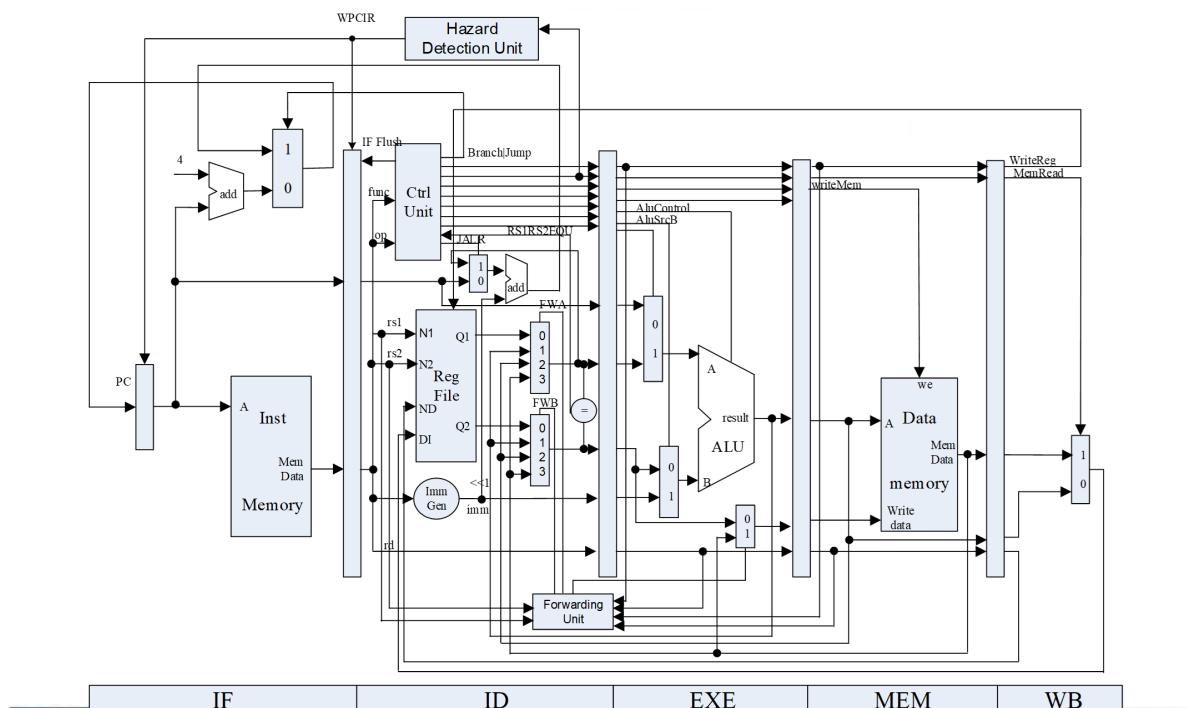 WPCIR
Hazard
Detection Unit
IF Flush
Branch|Jump
WriteReg
MemRead
1
0
4
add
func
Ctrl
Unit
op
writeMem
AluControl
AluSrcB
RS1RS2EQU
JALR
1
0
add
FWA
rs1
N1
Q1
0
1
2
3
rs2
N2
Reg
File
ND
DI
Q2
FWB
0
1
2
3
=
0
1
A
result
ALU
B
0
1
we
Data
A
Mem
Data
memory
Write
data
1
0
PC
A
Inst
Mem
Data
Memory
Imm
Gen
<<1
imm
0
1
rd
Forwarding
Unit
IF
ID
EXE
MEM
WB